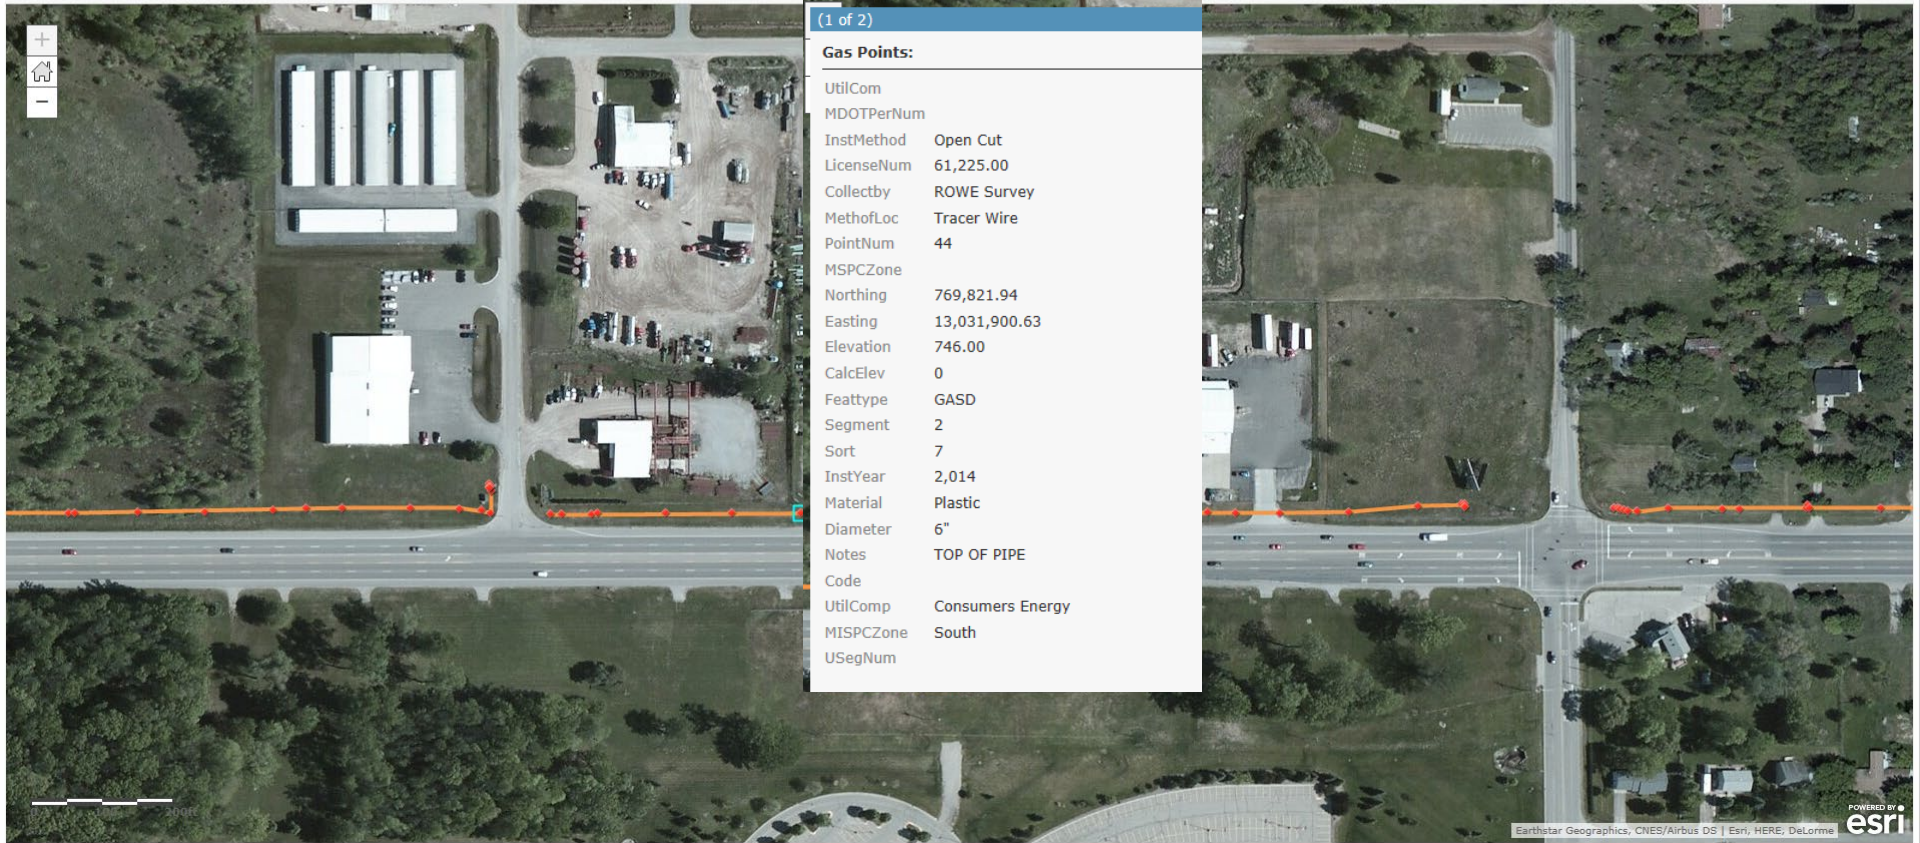 (1 of 2)
Gas Points:
UtilCom
MDOTPerNum
InstMethod Open Cut
LicenseNum 61,225.00
Collectby ROWE Survey
MethofLoc Tracer Wire
PointNum 44
MSPCZone
Northing 769,821.94
Easting 13,031,900.63
Elevation 746.00
CalcElev 0
Feattype GASD
Segment 2
Sort 7
InstYear 2,014
Material Plastic
Diameter 6"
Notes TOP OF PIPE
Code
UtilComp Consumers Energy
MISPCZone South
USegNum
200ft
POWERED BY
esri
Earthstar Geographics, CNES/Airbus DS | Esri, HERE, DeLorme